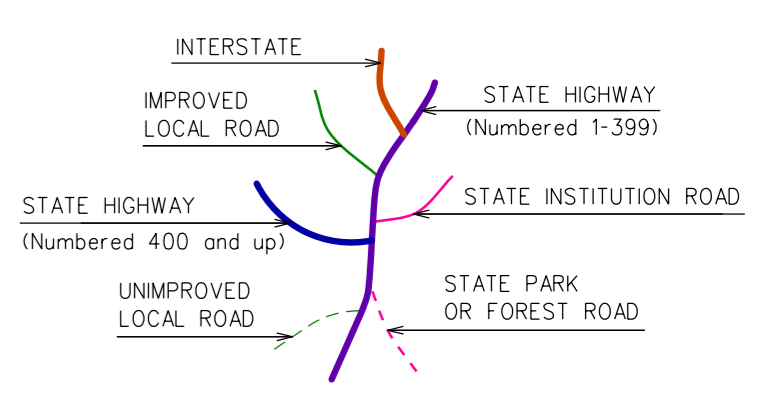 INTERSTATE
STATE HIGHWAY
(Numbered 1-399)
IMPROVED
LOCAL ROAD
STATE INSTITUTION ROAD
STATE HIGHWAY
(Numbered 400 and up)
STATE PARK
OR FOREST ROAD
UNIMPROVED
LOCAL ROAD